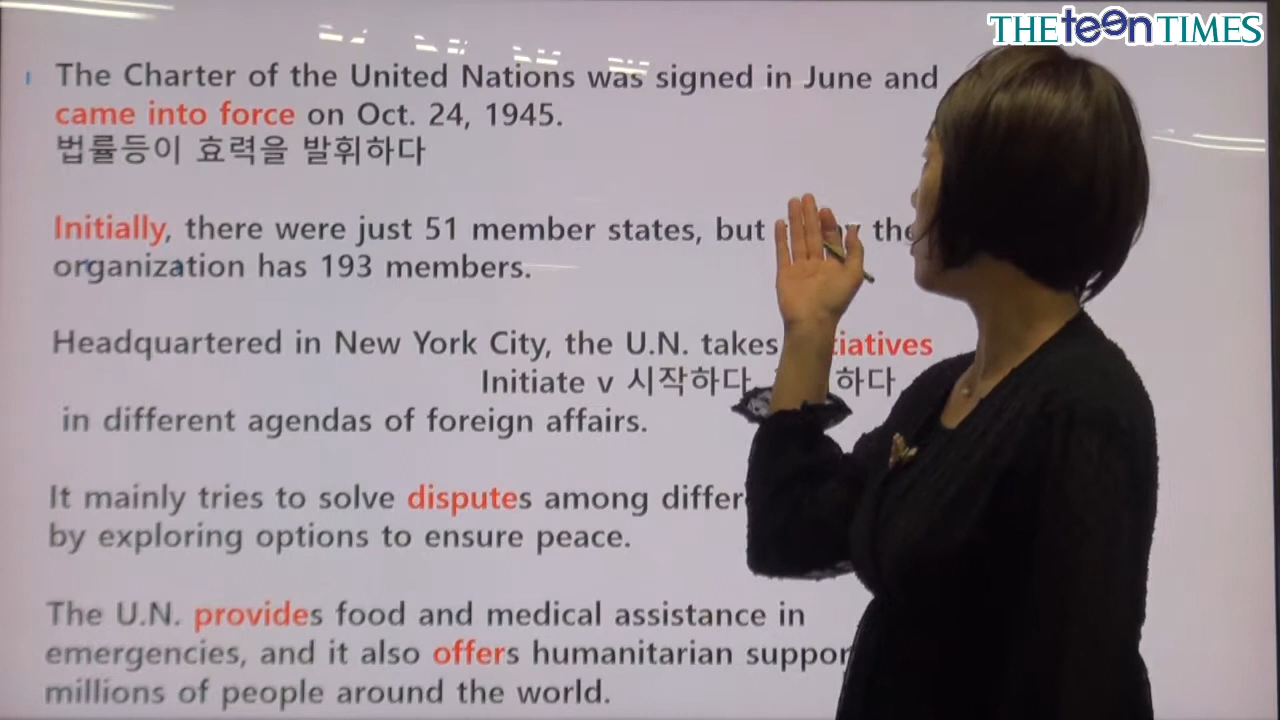 THE teen TIMES
The Charter of the United Nations was signed in June and
came into force on Oct. 24, 1945.
법률등이 효력을 발휘하다
Initially, there were just 51 member states, but the
organization has 193 members.
Headquartered in New York City, the U.N. takes
Initiate v 시작하다 하다
in different agendas of foreign affairs.
It mainly tries to solve disputes among
by exploring options to ensure peace.
The U.N. provides food and medical assistance in
emergencies, and it also offers humanitarian
millions of people around the world.